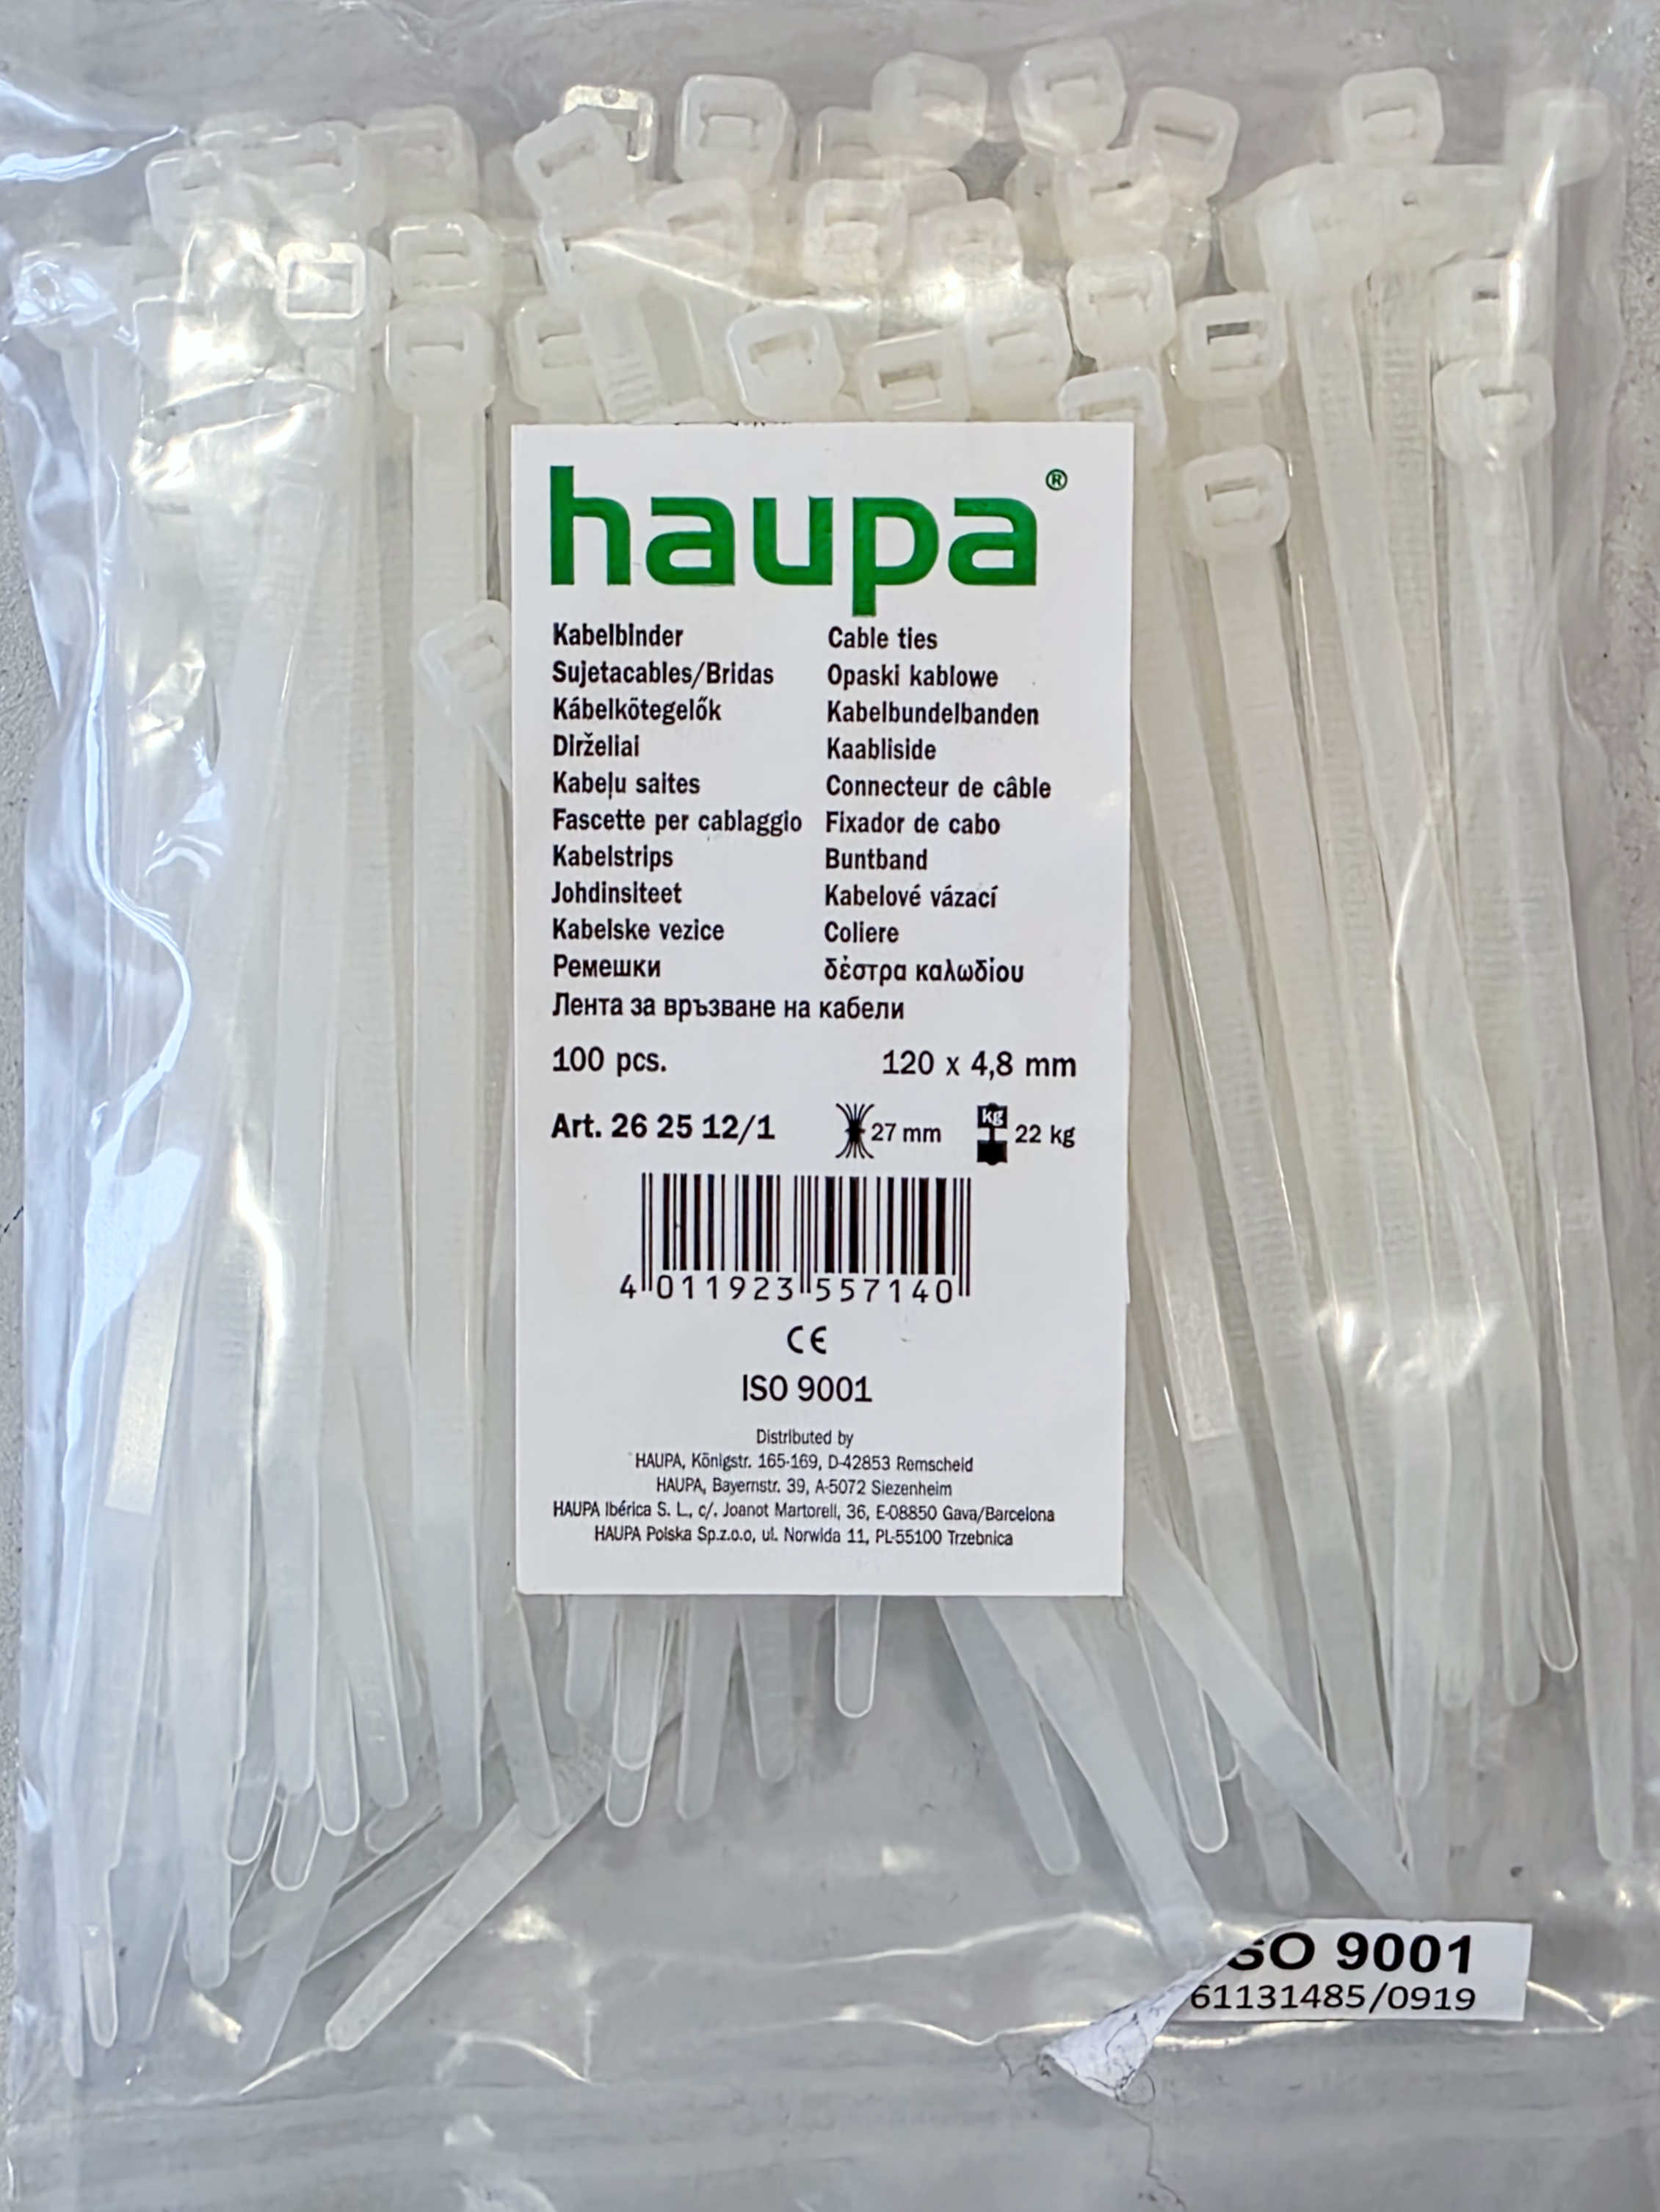 haupa®
Kabelbinder Cable ties
Sujetacables/Bridas Opaski kablowe
Kábelkötegelők Kabelbundelbanden
Dirželiai Kaabliside
Kabeļu saites Connecteur de câble
Fascette per cablaggio Fixador de cabo
Kabelstrips Buntband
Johdinsiteet Kabelové vázací
Kabelske vezice Coliere
Ремешки δέστρα καλωδίου
Лента за връзване на кабели
100 pcs. 120 x 4,8 mm
Art. 26 25 12/1 27 mm kg 22 kg
4 011923 557140
CE
ISO 9001
Distributed by
HAUPA, Königstr. 165-169, D-42853 Remscheid
HAUPA, Bayernstr. 39, A-5072 Siezenheim
HAUPA Ibérica S. L., c/. Joanot Martorell, 36, E-08850 Gava/Barcelona
HAUPA Polska Sp.z.o.o, ul. Norwida 11, PL-55100 Trzebnica
SO 9001
61131485/0919